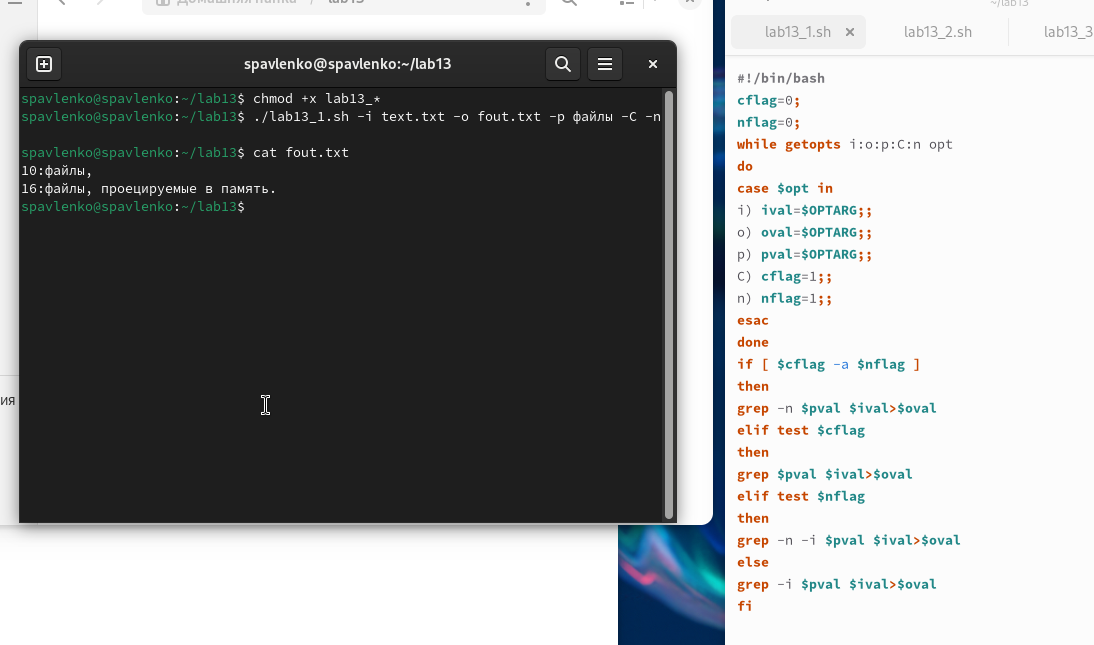 ~/lab13
lab13_1.sh
lab13_2.sh
lab13_3
spavlenko@spavlenko:~/lab13
spavlenko@spavlenko:~/lab13$ chmod +x lab13_*
spavlenko@spavlenko:~/lab13$ ./lab13_1.sh -i text.txt -o fout.txt -p файлы -C -n
spavlenko@spavlenko:~/lab13$ cat fout.txt
10:файлы,
16:файлы, проецируемые в память.
spavlenko@spavlenko:~/lab13$
ия
#!/bin/bash
cflag=0;
nflag=0;
while getopts i:o:p:C:n opt
do
case $opt in
i) ival=$OPTARG;;
o) oval=$OPTARG;;
p) pval=$OPTARG;;
C) cflag=1;;
n) nflag=1;;
esac
done
if [ $cflag -a $nflag ]
then
grep -n $pval $ival>$oval
elif test $cflag
then
grep $pval $ival>$oval
elif test $nflag
then
grep -n -i $pval $ival>$oval
else
grep -i $pval $ival>$oval
fi